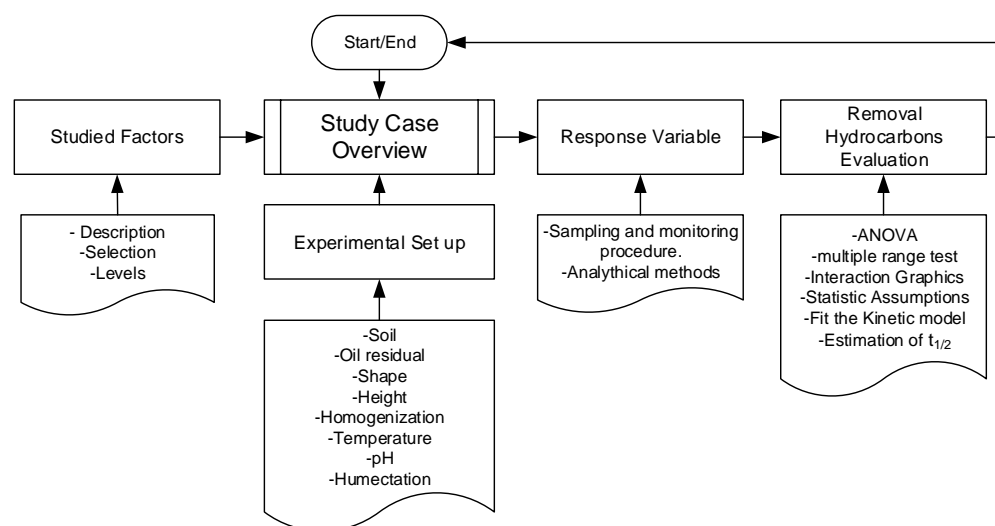 Start/End
Studied Factors
Study Case
Overview
Response Variable
Removal
Hydrocarbons
Evaluation
- Description
-Selection
-Levels
Experimental Set up
-Soil
-Oil residual
-Shape
-Height
-Homogenization
-Temperature
-pH
-Humectation
-Sampling and monitoring
procedure.
-Analythical methods
-ANOVA
-multiple range test
-Interaction Graphics
-Statistic Assumptions
-Fit the Kinetic model
-Estimation of t1/2